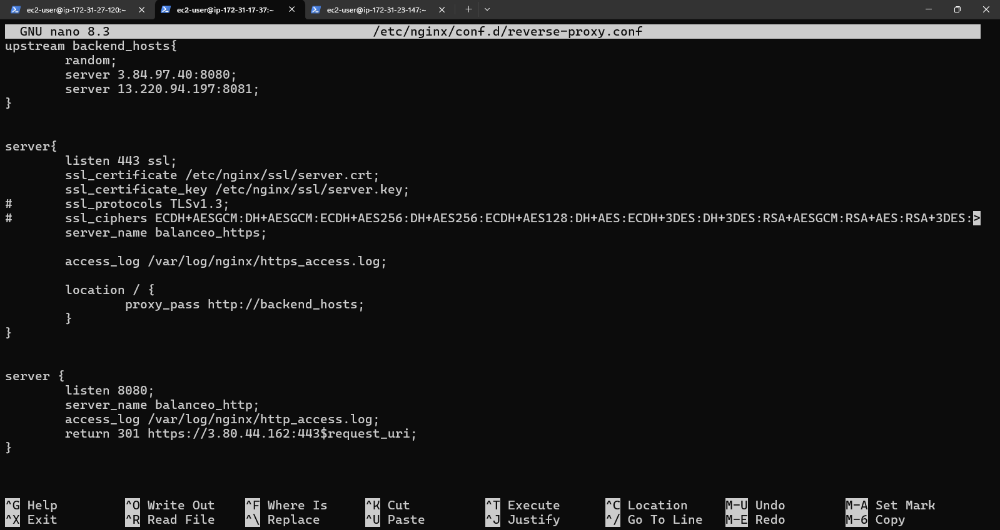 ec2-user@ip-172-31-27-120:~ ec2-user@ip-172-31-17-37:~ ec2-user@ip-172-31-23-147:~
GNU nano 8.3 /etc/nginx/conf.d/reverse-proxy.conf
upstream backend_hosts{
        random;
        server 3.84.97.40:8080;
        server 13.220.94.197:8081;
}
server{
        listen 443 ssl;
        ssl_certificate /etc/nginx/ssl/server.crt;
        ssl_certificate_key /etc/nginx/ssl/server.key;
#       ssl_protocols TLSv1.3;
#       ssl_ciphers ECDH+AESGCM:DH+AESGCM:ECDH+AES256:DH+AES256:ECDH+AES128:DH+AES:ECDH+3DES:DH+3DES:RSA+AESGCM:RSA+AES:RSA+3DES:>
        server_name balanceo_https;
        access_log /var/log/nginx/https_access.log;
        location / {
                proxy_pass http://backend_hosts;
        }
}
server {
        listen 8080;
        server_name balanceo_http;
        access_log /var/log/nginx/http_access.log;
        return 301 https://3.80.44.162:443$request_uri;
}
^G Help ^O Write Out ^F Where Is ^K Cut ^T Execute ^C Location M-U Undo M-A Set Mark
^X Exit ^R Read File ^\ Replace ^U Paste ^J Justify ^/ Go To Line M-E Redo M-6 Copy